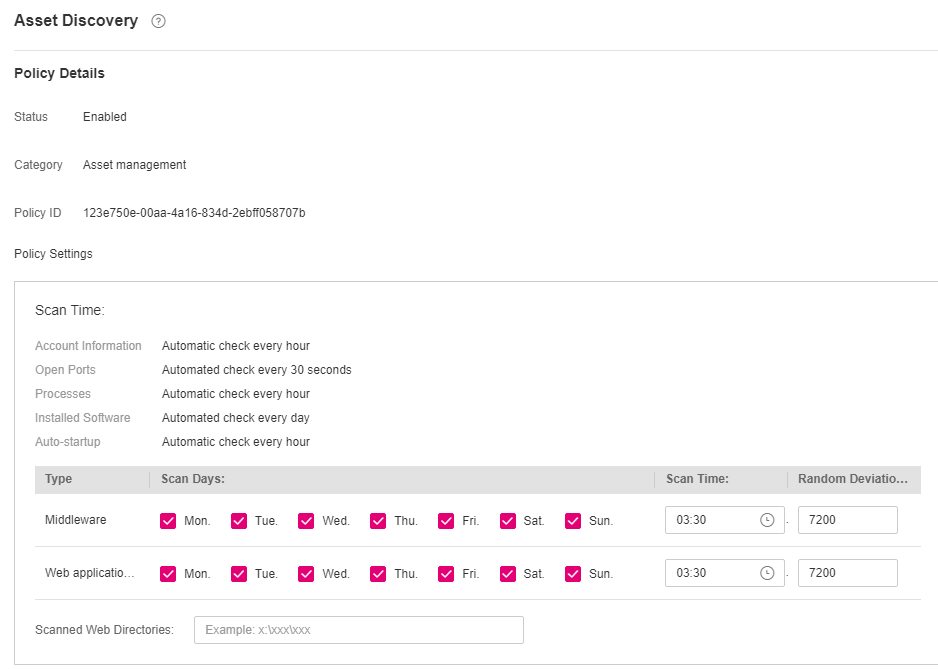 Asset Discovery ?
Policy Details
Status Enabled
Category Asset management
Policy ID 123e750e-00aa-4a16-834d-2ebff058707b
Policy Settings
Scan Time:
Account Information Automatic check every hour
Open Ports Automated check every 30 seconds
Processes Automatic check every hour
Installed Software Automated check every day
Auto-startup Automatic check every hour
Type Scan Days: Scan Time: Random Deviatio...
Middleware Mon. Tue. Wed. Thu. Fri. Sat. Sun. 03:30 . 7200
Web applicatio... Mon. Tue. Wed. Thu. Fri. Sat. Sun. 03:30 . 7200
Scanned Web Directories: Example: x:\xxx\xxx